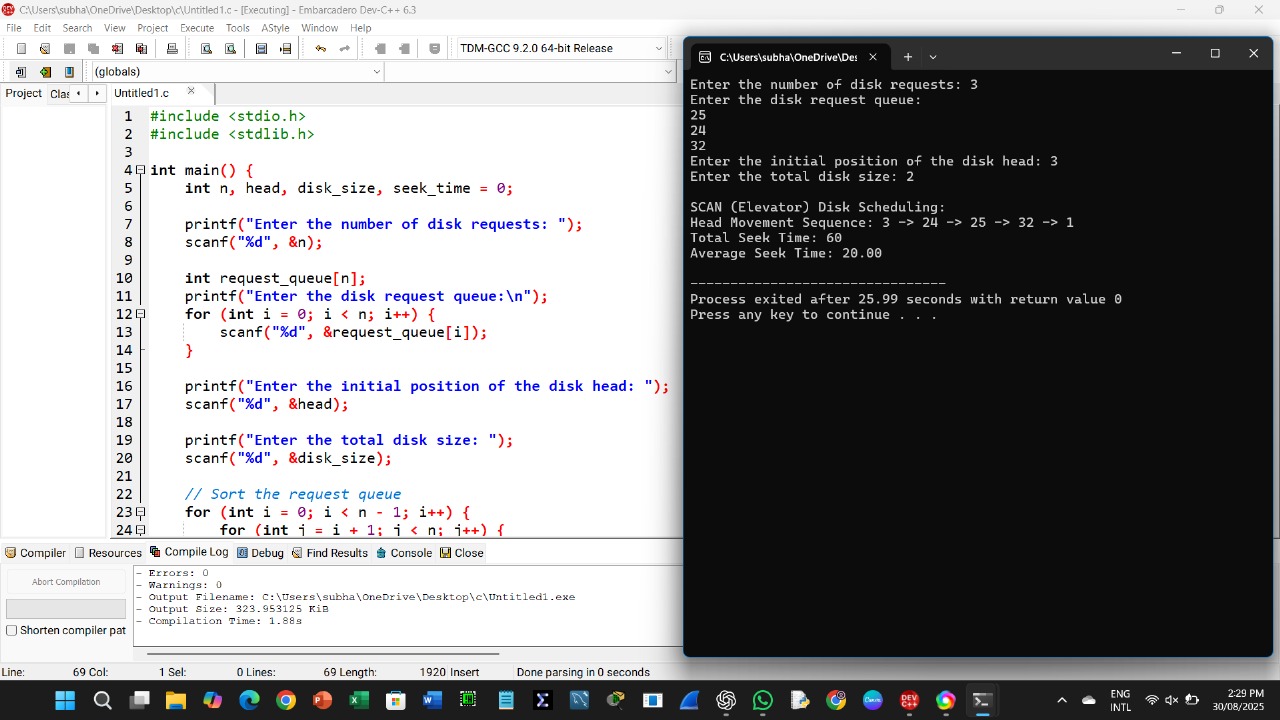 C:\Users\subha\OneDrive\Desktop\c\Untitled1.c - [Executing] - Embarcadero Dev-C++ 6.3
File Edit Search View Project Execute Tools AStyle Window Help
TDM-GCC 9.2.0 64-bit Release
(globals)
Project Clas Untitled1.c
1 #include <stdio.h>
2 #include <stdlib.h>
3
4 int main() {
5 int n, head, disk_size, seek_time = 0;
6
7 printf("Enter the number of disk requests: ");
8 scanf("%d", &n);
9
10 int request_queue[n];
11 printf("Enter the disk request queue:\n");
12 for (int i = 0; i < n; i++) {
13 scanf("%d", &request_queue[i]);
14 }
15
16 printf("Enter the initial position of the disk head: ");
17 scanf("%d", &head);
18
19 printf("Enter the total disk size: ");
20 scanf("%d", &disk_size);
21
22 // Sort the request queue
23 for (int i = 0; i < n - 1; i++) {
24 for (int j = i + 1; j < n; j++) {
C:\Users\subha\OneDrive\Des
Enter the number of disk requests: 3
Enter the disk request queue:
25
24
32
Enter the initial position of the disk head: 3
Enter the total disk size: 2
SCAN (Elevator) Disk Scheduling:
Head Movement Sequence: 3 -> 24 -> 25 -> 32 -> 1
Total Seek Time: 60
Average Seek Time: 20.00
--------------------------------
Process exited after 25.99 seconds with return value 0
Press any key to continue . . .
Compiler Resources Compile Log Debug Find Results Console Close
Abort Compilation
Shorten compiler pat
- Errors: 0
- Warnings: 0
- Output Filename: C:\Users\subha\OneDrive\Desktop\c\Untitled1.exe
- Output Size: 323.953125 KiB
- Compilation Time: 1.88s
Line: 69 Col: 1 Sel: 0 Lines: 69 Length: 1920 Insert Done parsing in 0 seconds
ENG
INTL
2:29 PM
30/08/2025